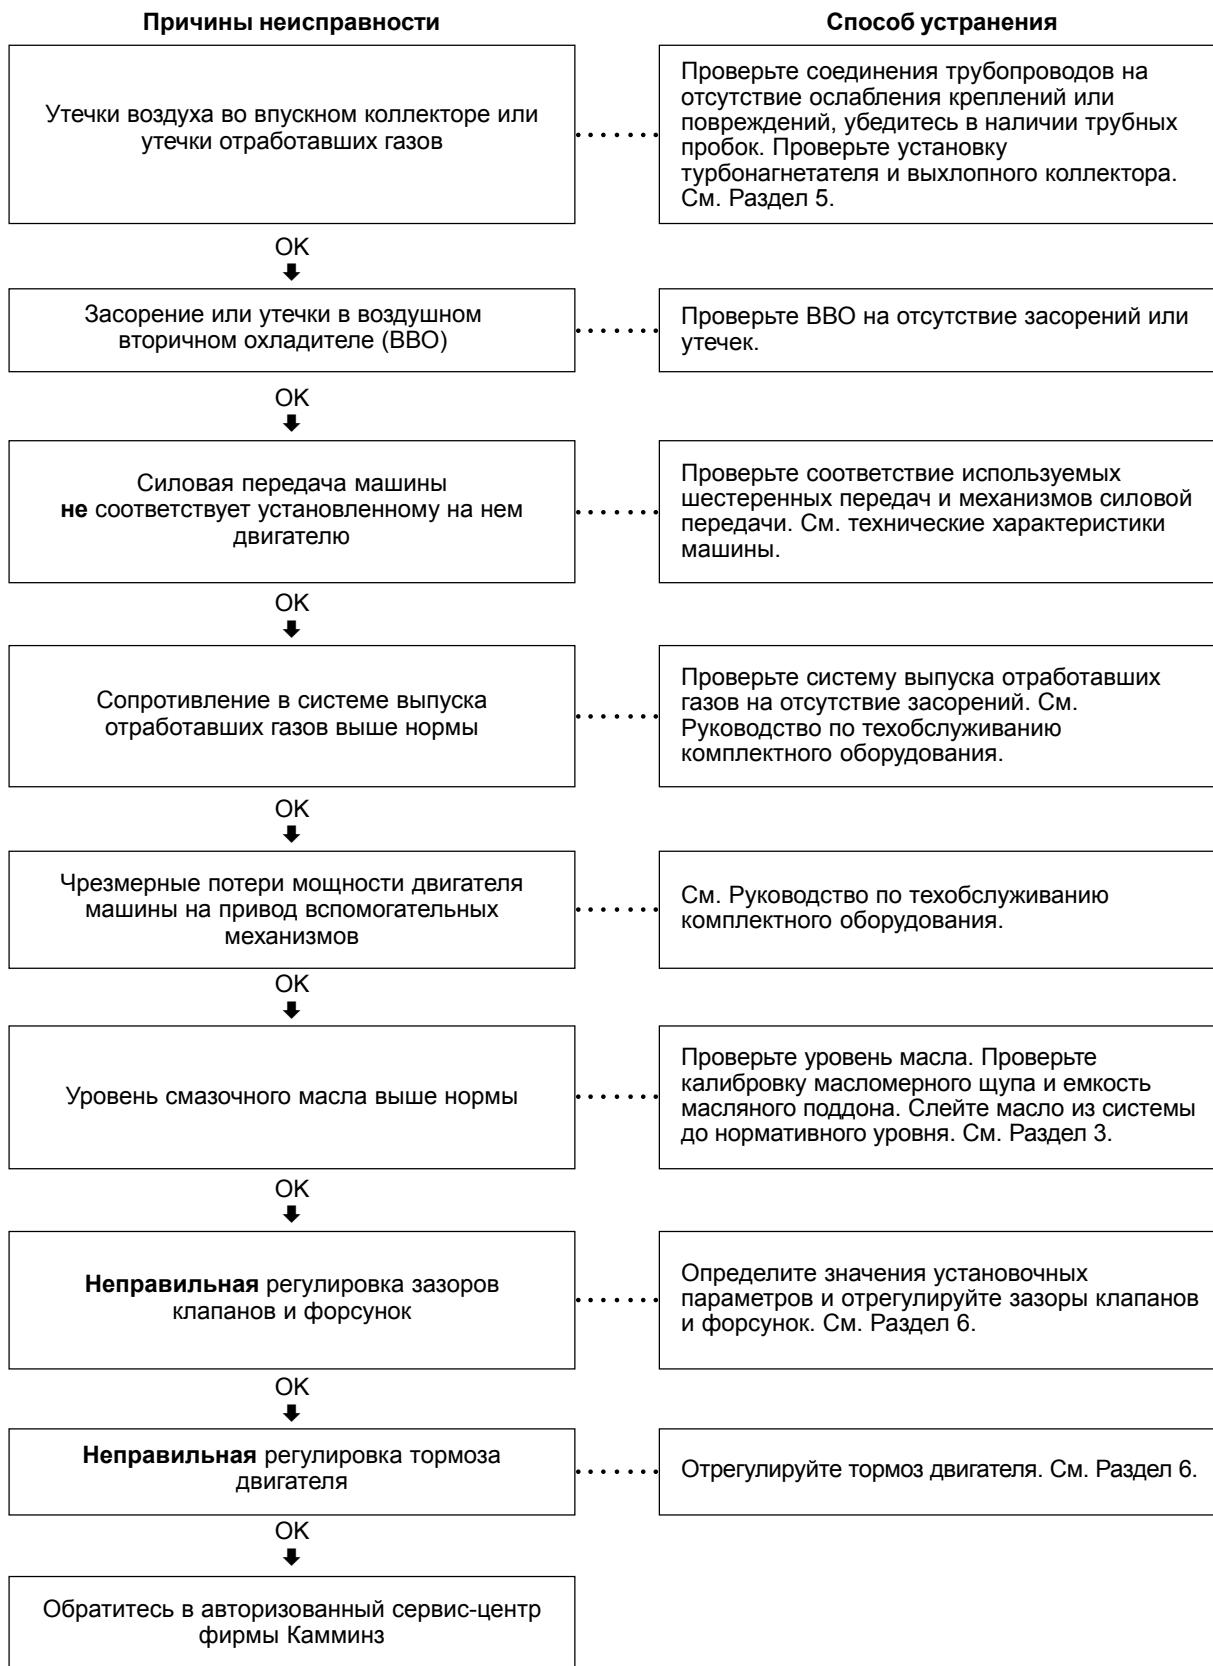 Причины неисправности
Способ устранения
Утечки воздуха во впускном коллекторе или
утечки отработавших газов
Проверьте соединения трубопроводов на
отсутствие ослабления креплений или
повреждений, убедитесь в наличии трубных
пробок. Проверьте установку
турбонагнетателя и выхлопного коллектора.
См. Раздел 5.
OK
Засорение или утечки в воздушном
вторичном охладителе (ВВО)
Проверьте ВВО на отсутствие засорений или
утечек.
OK
Силовая передача машины
не соответствует установленному на нем
двигателю
Проверьте соответствие используемых
шестеренных передач и механизмов силовой
передачи. См. технические характеристики
машины.
OK
Сопротивление в системе выпуска
отработавших газов выше нормы
Проверьте систему выпуска отработавших
газов на отсутствие засорений. См.
Руководство по техобслуживанию
комплектного оборудования.
OK
Чрезмерные потери мощности двигателя
машины на привод вспомогательных
механизмов
См. Руководство по техобслуживанию
комплектного оборудования.
OK
Уровень смазочного масла выше нормы
Проверьте уровень масла. Проверьте
калибровку масломерного щупа и емкость
масляного поддона. Слейте масло из системы
до нормативного уровня. См. Раздел 3.
OK
Неправильная регулировка зазоров
клапанов и форсунок
Определите значения установочных
параметров и отрегулируйте зазоры клапанов
и форсунок. См. Раздел 6.
OK
Неправильная регулировка тормоза
двигателя
Отрегулируйте тормоз двигателя. См. Раздел 6.
OK
Обратитесь в авторизованный сервис-центр
фирмы Камминз